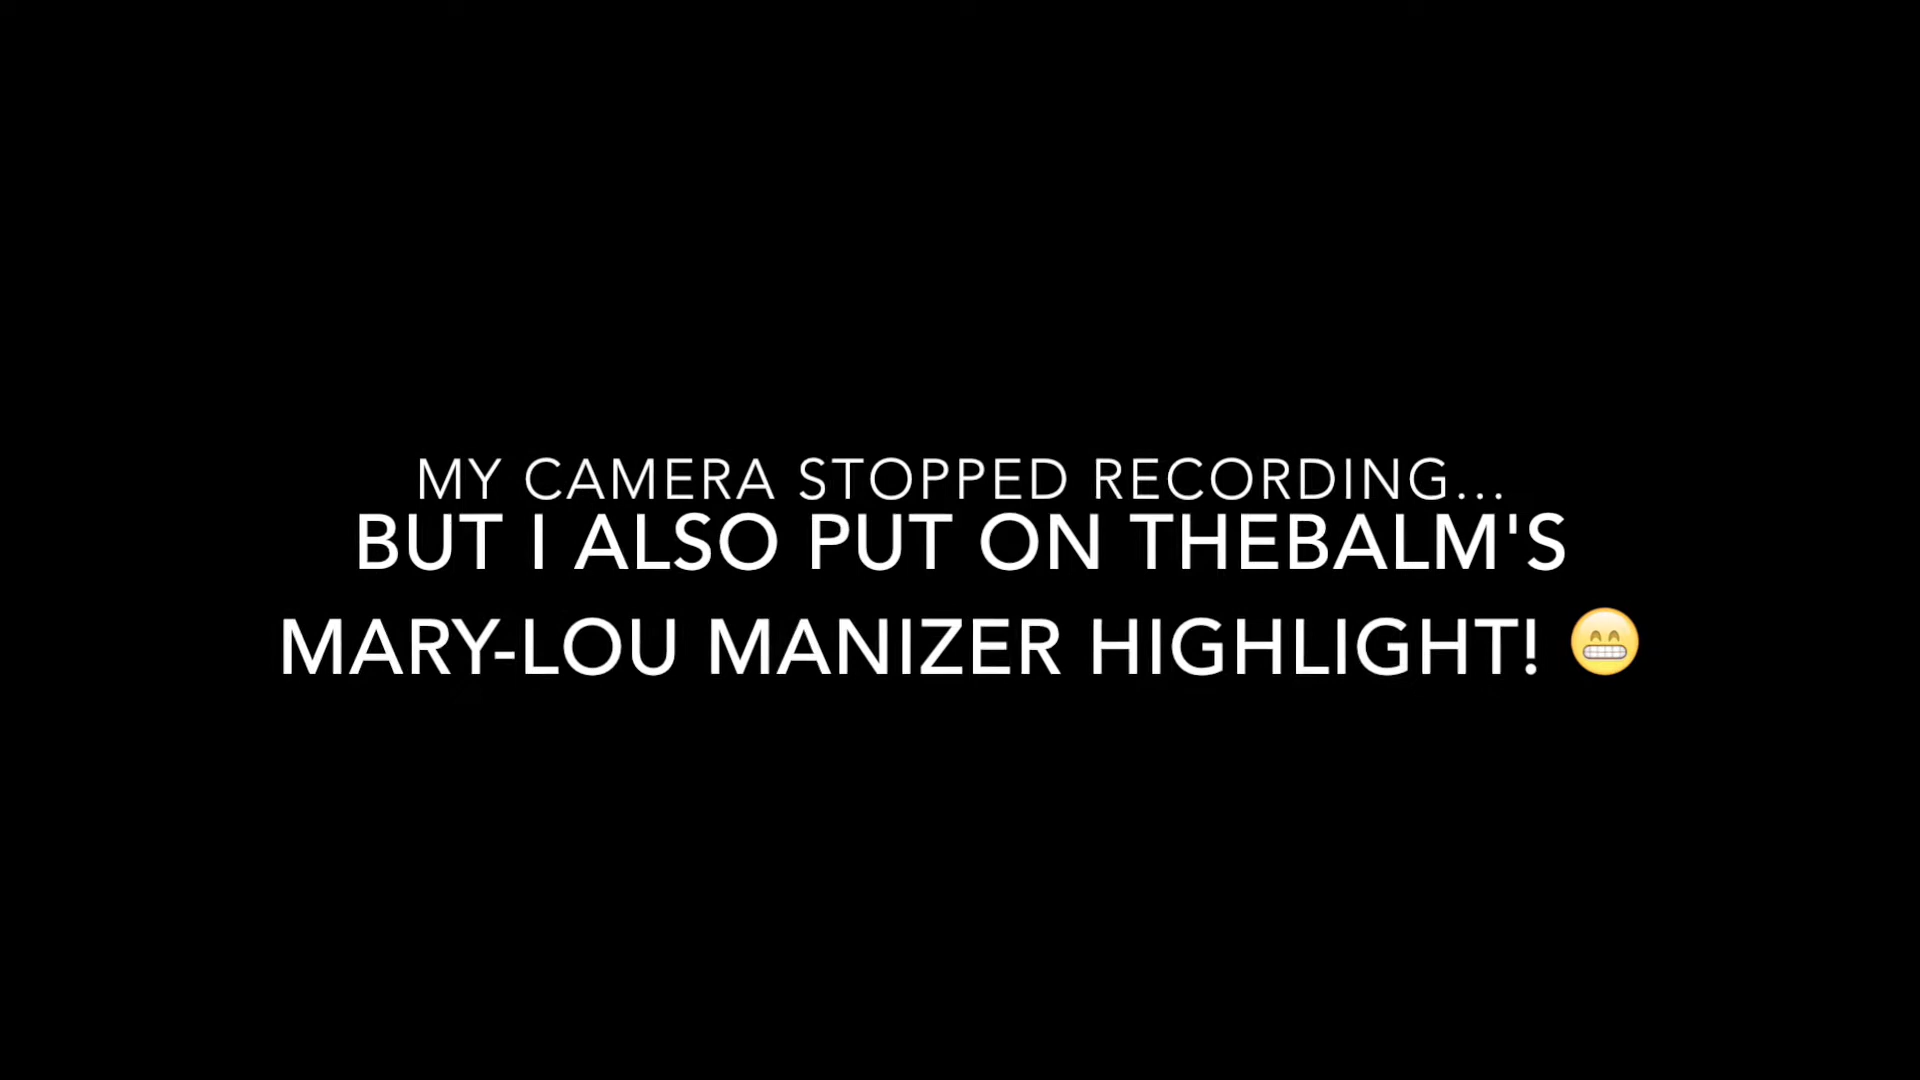 MY CAMERA STOPPED RECORDING...
BUT I ALSO PUT ON THEBALM'S
MARY-LOU MANIZER HIGHLIGHT! 😁